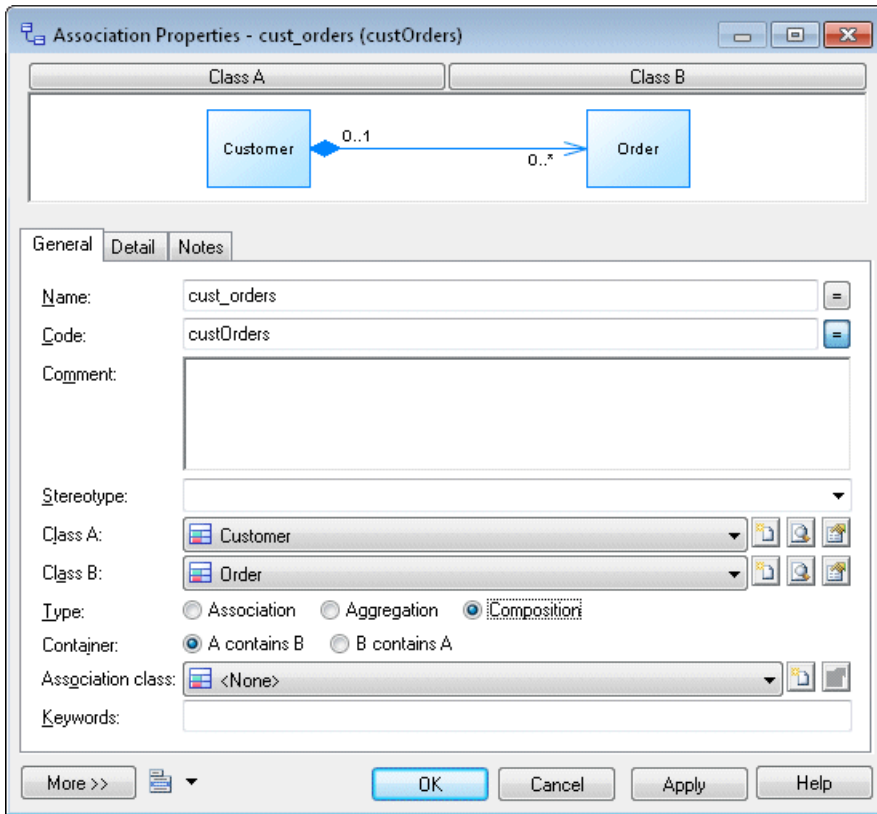 Association Properties - cust_orders (custOrders)
Class A Class B
Customer 0..1 0..* Order
General Detail Notes
Name: cust_orders =
Code: custOrders =
Comment:
Stereotype:
Class A: Customer
Class B: Order
Type: Association Aggregation Composition
Container: A contains B B contains A
Association class: <None>
Keywords:
More >> OK Cancel Apply Help